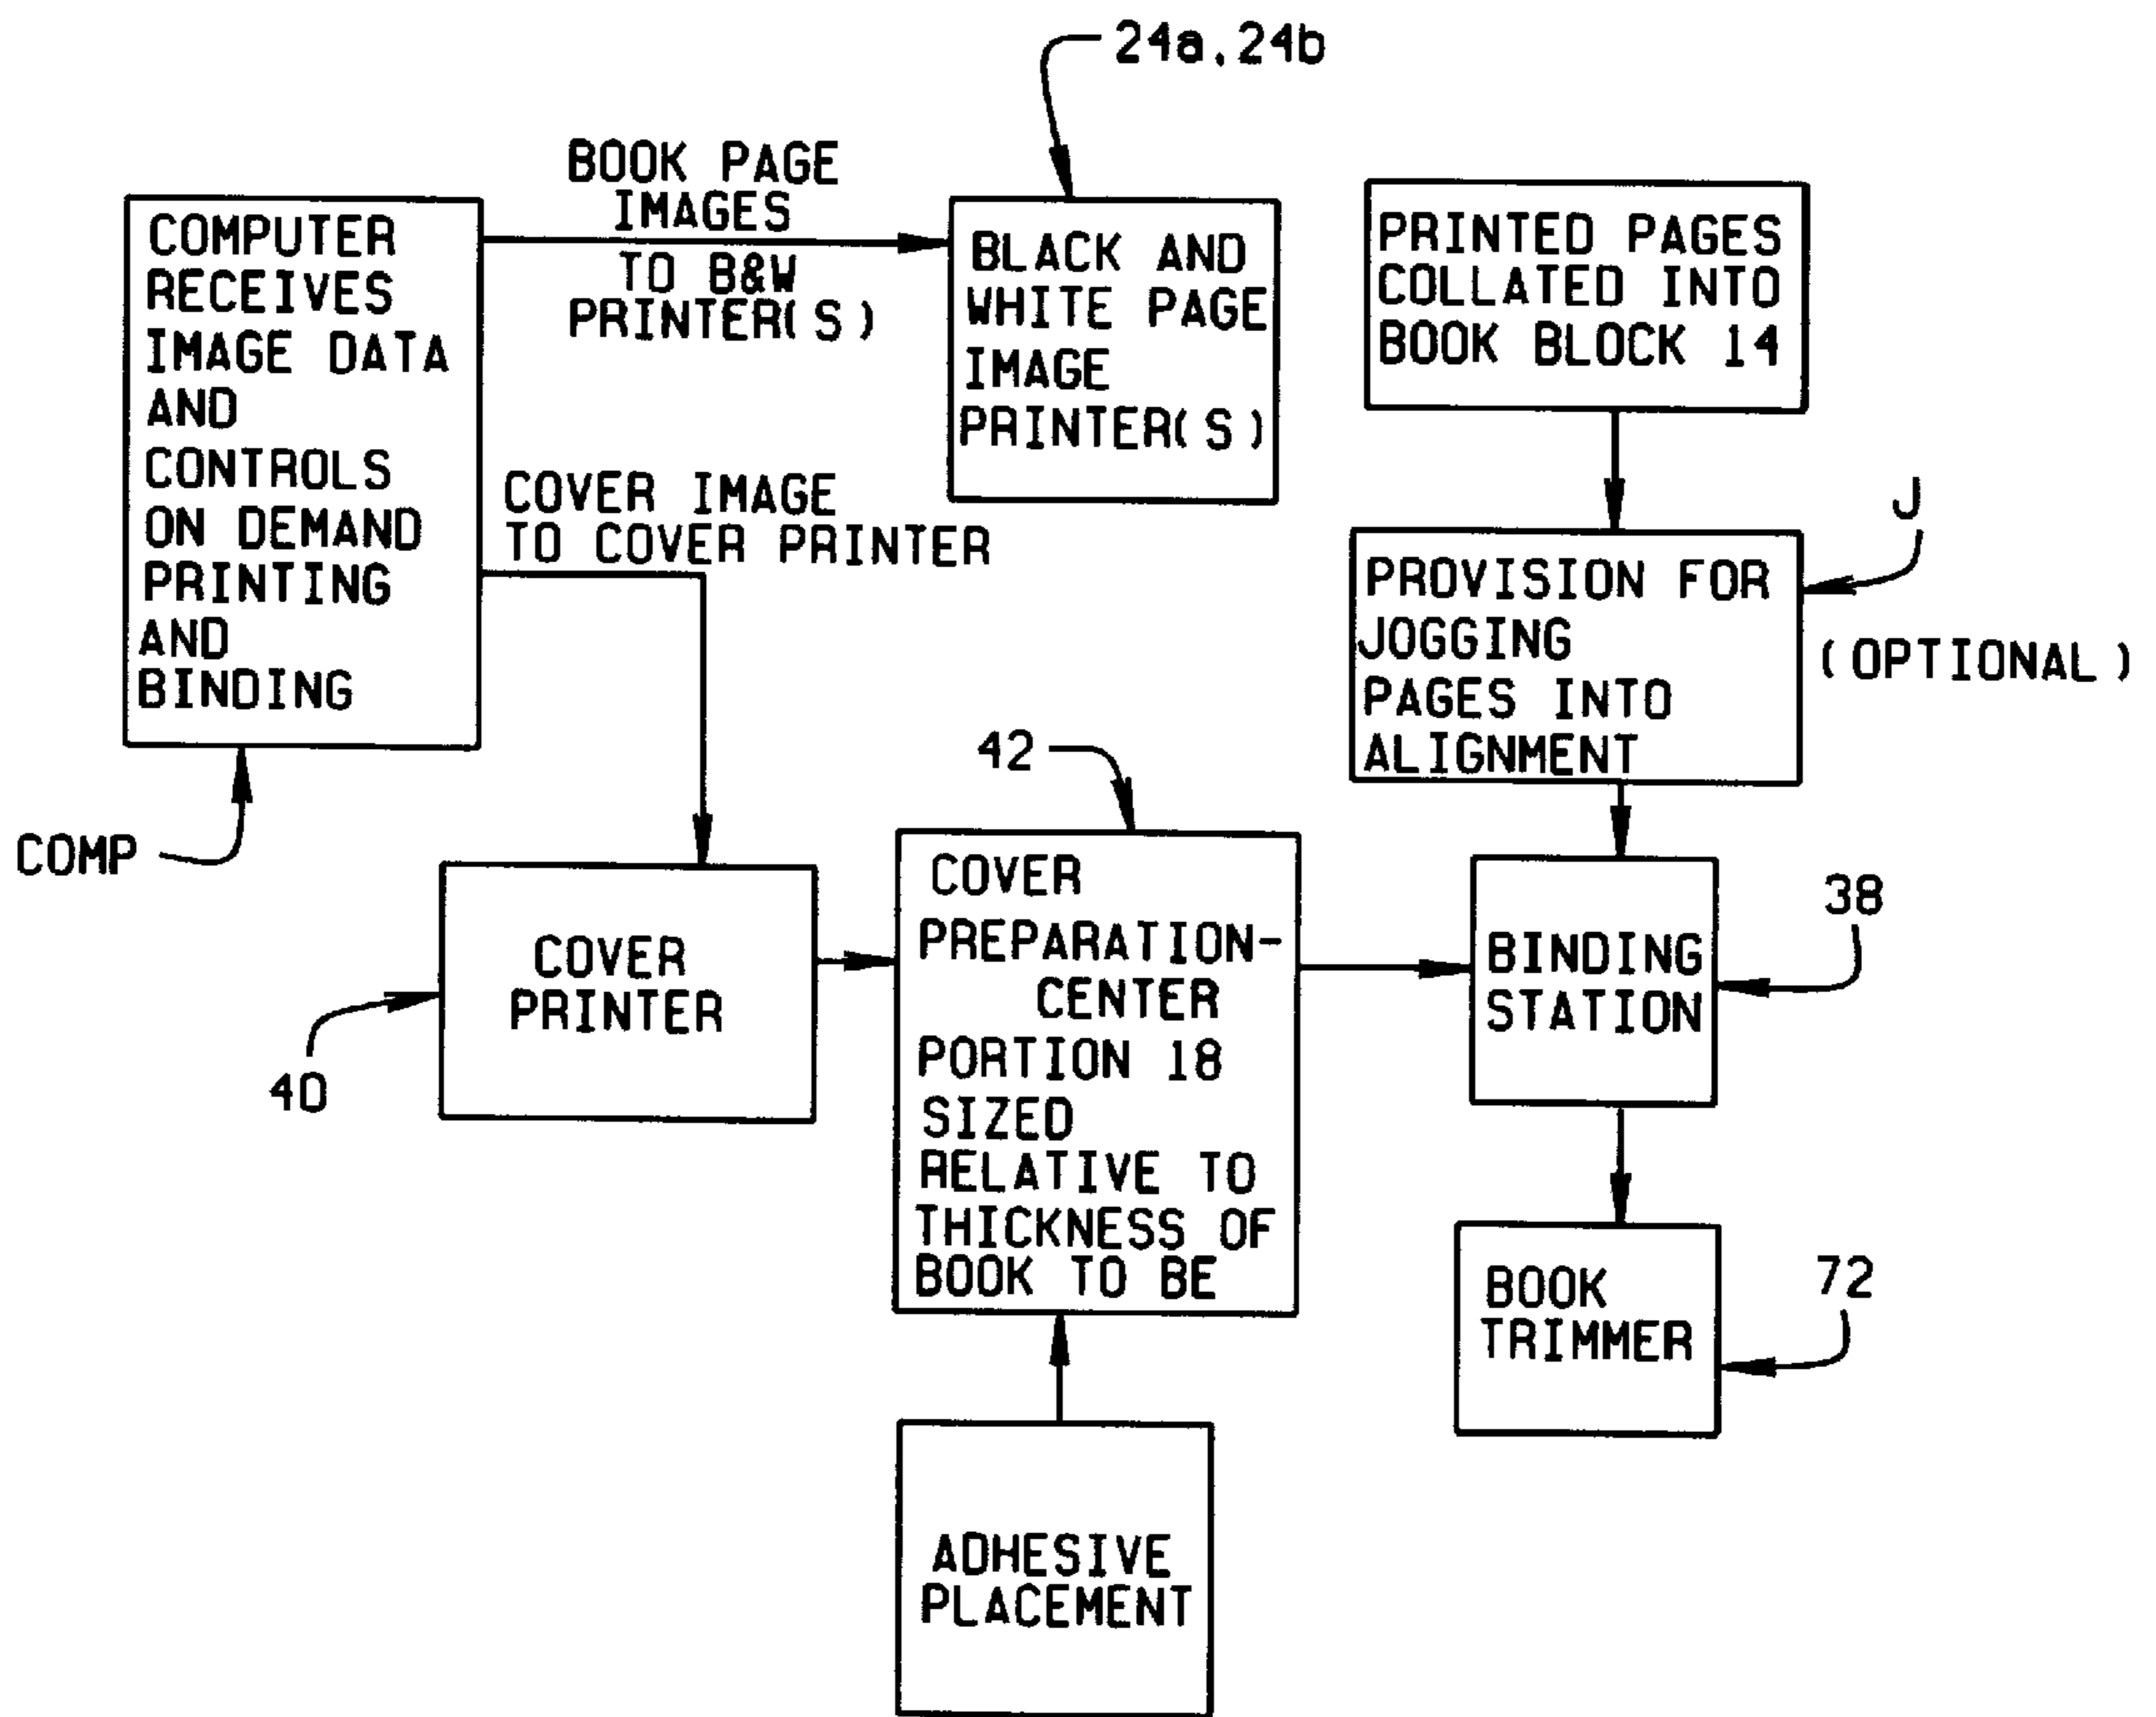 24a,24b
BOOK PAGE
IMAGES
TO B&W
PRINTER(S)
COMPUTER
RECEIVES
IMAGE DATA
AND
CONTROLS
ON DEMAND
PRINTING
AND
BINDING
BLACK AND
WHITE PAGE
IMAGE
PRINTER(S)
PRINTED PAGES
COLLATED INTO
BOOK BLOCK 14
COVER IMAGE
TO COVER PRINTER
J
PROVISION FOR
JOGGING
PAGES INTO
ALIGNMENT
(OPTIONAL)
COMP
42
COVER
PRINTER
40
COVER
PREPARATION-
CENTER
PORTION 18
SIZED
RELATIVE TO
THICKNESS OF
BOOK TO BE
38
BINDING
STATION
72
BOOK
TRIMMER
ADHESIVE
PLACEMENT